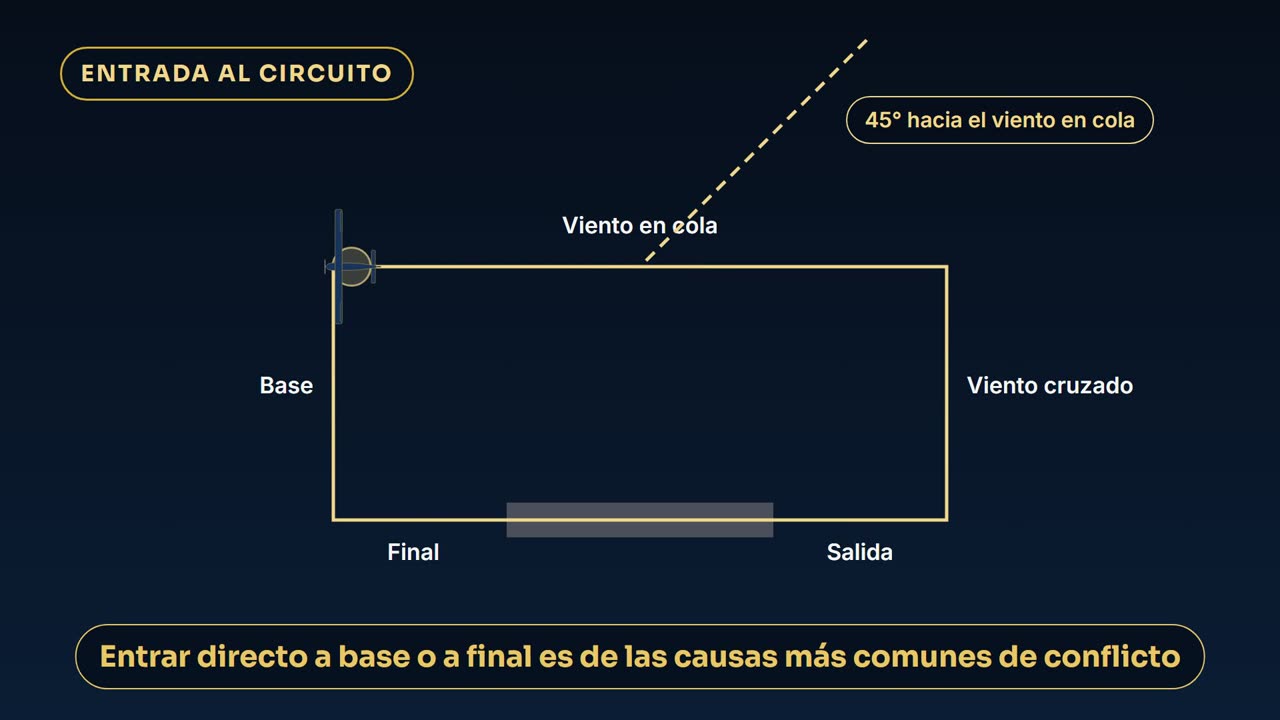 ENTRADA AL CIRCUITO
45° hacia el viento en cola
Viento en cola
Base
Viento cruzado
Final
Salida
Entrar directo a base o a final es de las causas más comunes de conflicto